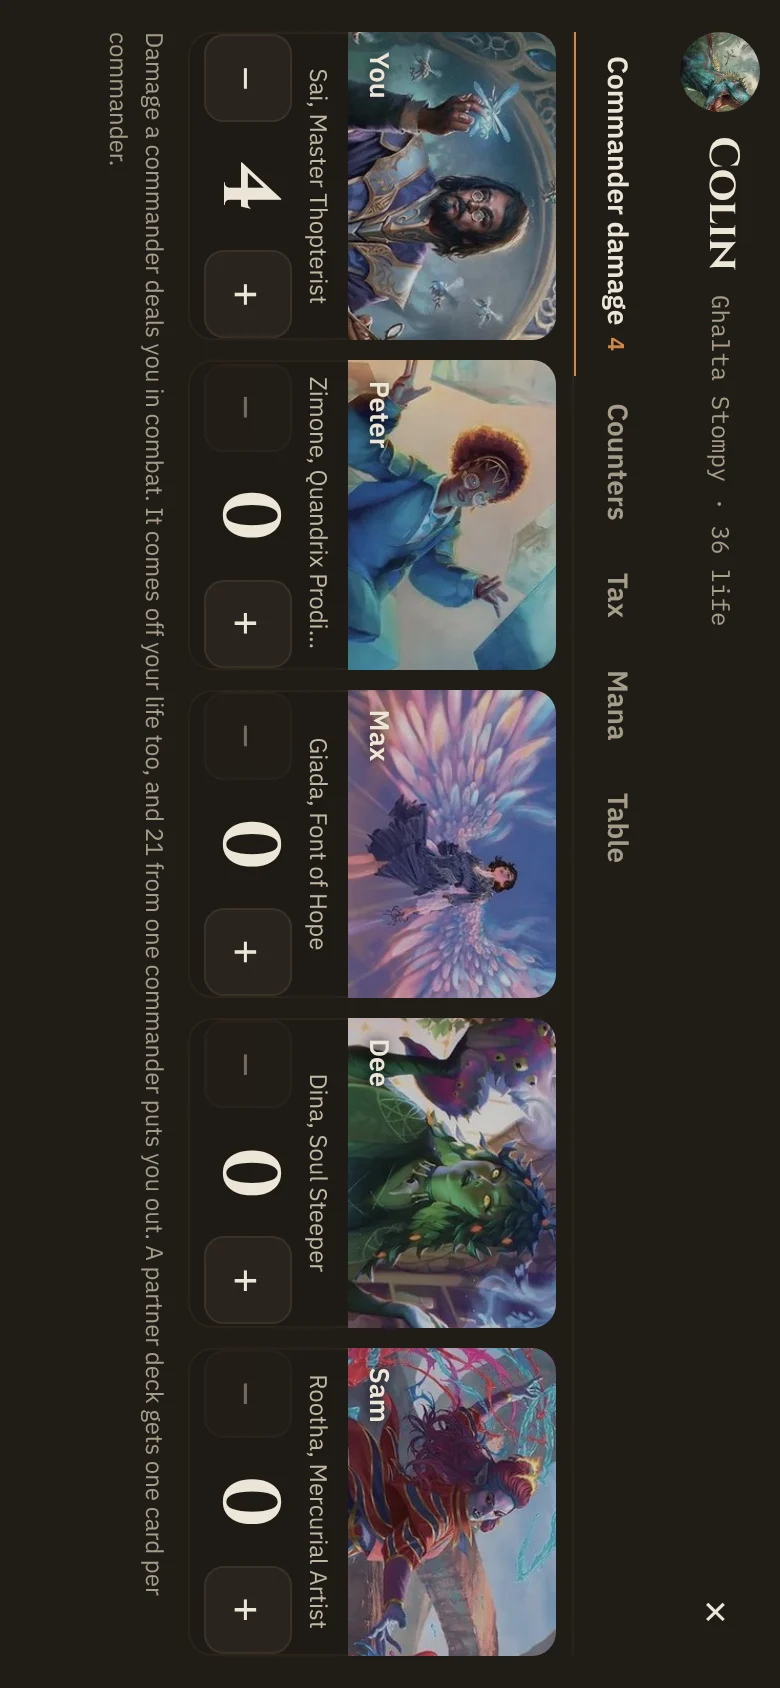 COLIN Ghalta Stompy · 36 life ×
Commander damage 4 Counters Tax Mana Table
You
Sai, Master Thopterist
− 4 +
Peter
Zimone, Quandrix Prodi...
− 0 +
Max
Giada, Font of Hope
− 0 +
Dee
Dina, Soul Steeper
− 0 +
Sam
Rootha, Mercurial Artist
− 0 +
Damage a commander deals you in combat. It comes off your life too, and 21 from one commander puts you out. A partner deck gets one card per
commander.